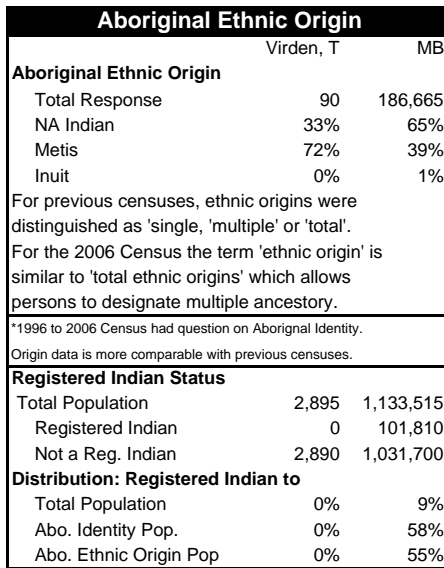 Aboriginal Ethnic Origin
Virden, T MB
Aboriginal Ethnic Origin
Total Response 90 186,665
NA Indian 33% 65%
Metis 72% 39%
Inuit 0% 1%
For previous censuses, ethnic origins were
distinguished as 'single, 'multiple' or 'total'.
For the 2006 Census the term 'ethnic origin' is
similar to 'total ethnic origins' which allows
persons to designate multiple ancestory.
*1996 to 2006 Census had question on Aborignal Identity.
Origin data is more comparable with previous censuses.
Registered Indian Status
Total Population 2,895 1,133,515
Registered Indian 0 101,810
Not a Reg. Indian 2,890 1,031,700
Distribution: Registered Indian to
Total Population 0% 9%
Abo. Identity Pop. 0% 58%
Abo. Ethnic Origin Pop 0% 55%